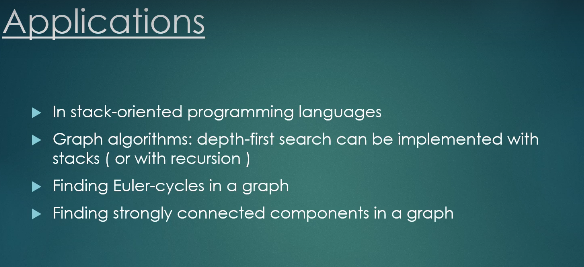 Applications
In stack-oriented programming languages
Graph algorithms: depth-first search can be implemented with
stacks ( or with recursion )
Finding Euler-cycles in a graph
Finding strongly connected components in a graph